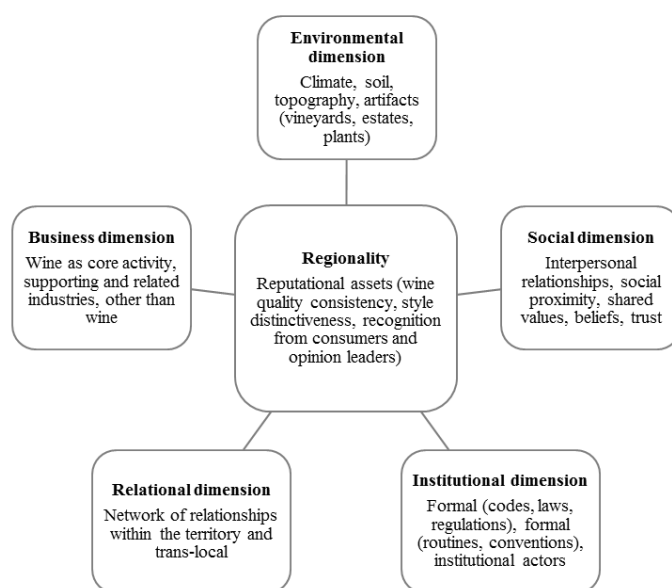 Environmental
dimension
Climate, soil,
topography, artifacts
(vineyards, estates,
plants)
Business dimension
Wine as core activity,
supporting and related
industries, other than
wine
Regionality
Reputational assets (wine
quality consistency, style
distinctiveness, recognition
from consumers and
opinion leaders)
Social dimension
Interpersonal
relationships, social
proximity, shared
values, beliefs, trust
Relational dimension
Network of relationships
within the territory and
trans-local
Institutional dimension
Formal (codes, laws,
regulations), formal
(routines, conventions),
institutional actors